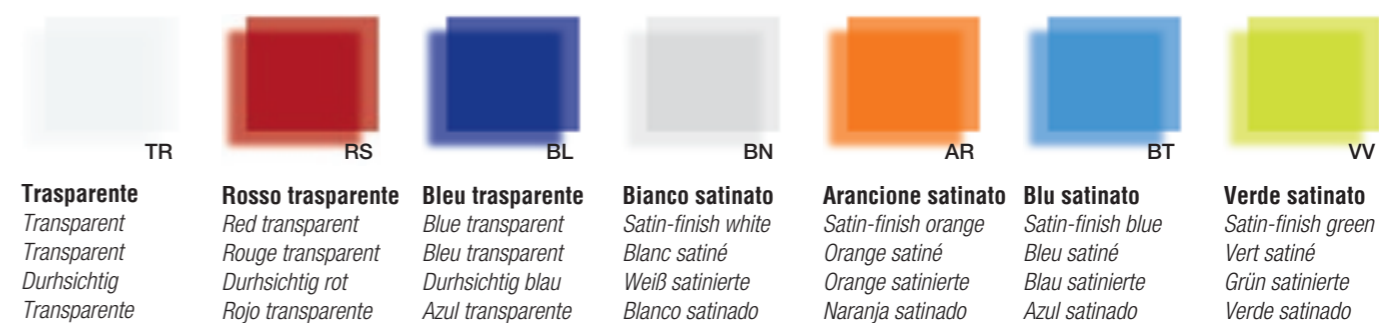 TR
RS
BL
BN
AR
BT
VV
Trasparente
Transparent
Transparent
Durhsichtig
Transparente
Rosso trasparente
Red transparent
Rouge transparent
Durhsichtig rot
Rojo transparente
Bleu trasparente
Blue transparent
Bleu transparent
Durhsichtig blau
Azul transparente
Bianco satinato
Satin-finish white
Blanc satiné
Weiß satinierte
Blanco satinado
Arancione satinato
Satin-finish orange
Orange satiné
Orange satinierte
Naranja satinado
Blu satinato
Satin-finish blue
Bleu satiné
Blau satinierte
Azul satinado
Verde satinato
Satin-finish green
Vert satiné
Grün satinierte
Verde satinado